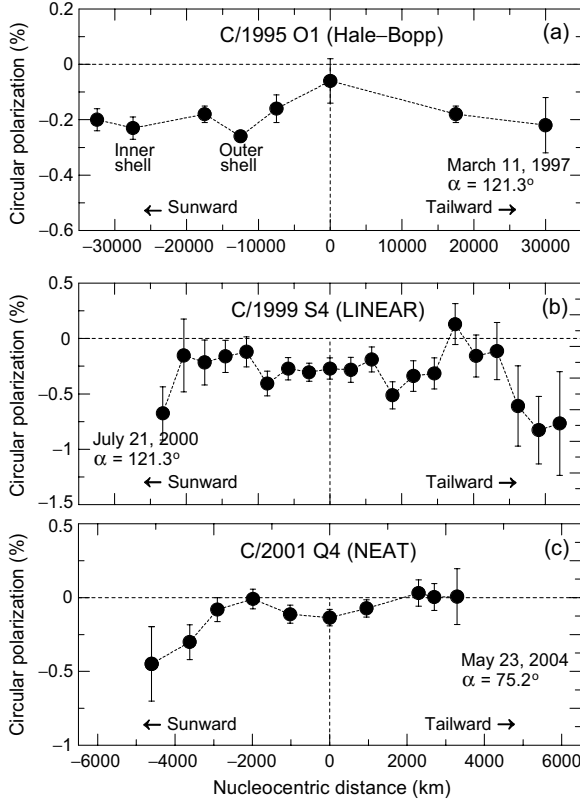 C/1995 O1 (Hale–Bopp)
(a)
Circular polarization (%)
0.2
0
–0.2
–0.4
–0.6
Inner
shell
Outer
shell
March 11, 1997
α = 121.3°
← Sunward
Tailward →
–30000 –20000 –10000 0 10000 20000 30000
C/1999 S4 (LINEAR)
(b)
Circular polarization (%)
0.5
0
–0.5
–1
–1.5
July 21, 2000
α = 121.3°
← Sunward
Tailward →
C/2001 Q4 (NEAT)
(c)
Circular polarization (%)
0.5
0
–0.5
–1
May 23, 2004
α = 75.2°
← Sunward
Tailward →
–6000 –4000 –2000 0 2000 4000 6000
Nucleocentric distance (km)